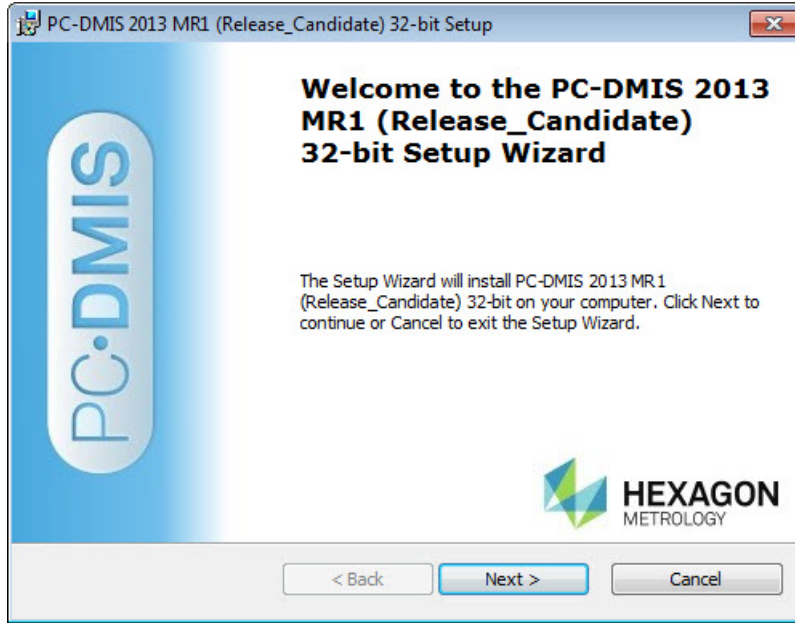 PC-DMIS 2013 MR1 (Release_Candidate) 32-bit Setup
Welcome to the PC-DMIS 2013
MR1 (Release_Candidate)
32-bit Setup Wizard
PC•DMIS
The Setup Wizard will install PC-DMIS 2013 MR1
(Release_Candidate) 32-bit on your computer. Click Next to
continue or Cancel to exit the Setup Wizard.
HEXAGON
METROLOGY
< Back Next > Cancel